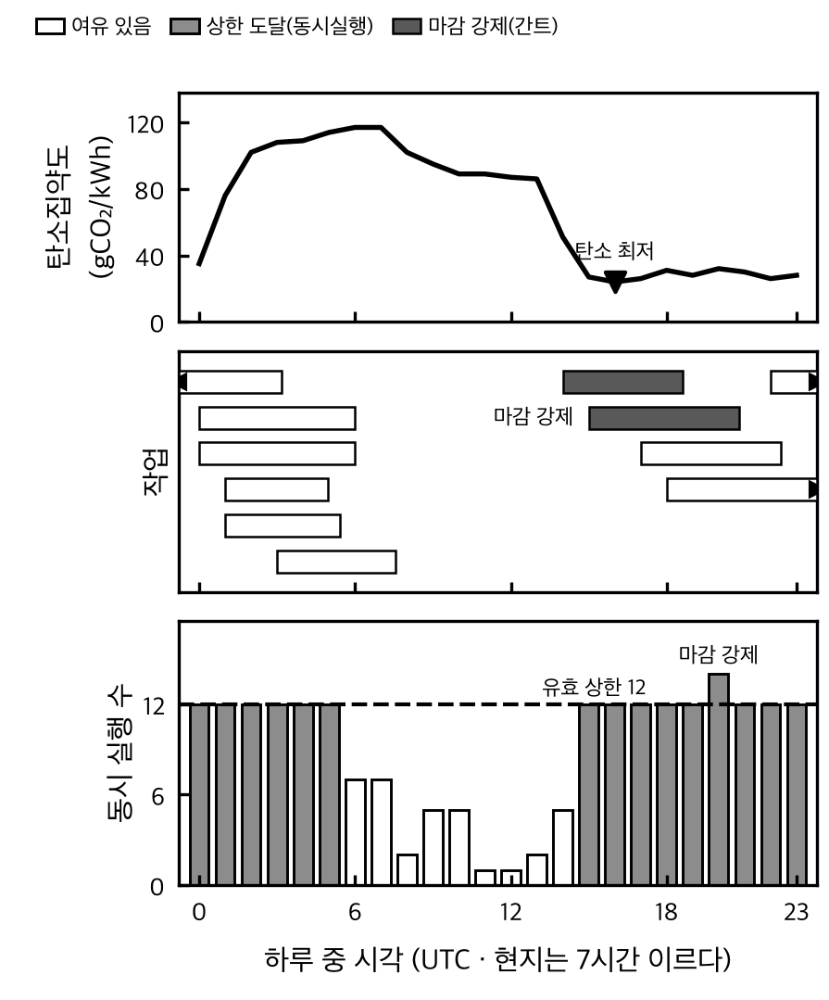 여유 있음 상한 도달(동시실행) 마감 강제(간트)
탄소집약도
(gCO₂/kWh)
120
80
40
0
탄소 최저
작업
마감 강제
동시 실행 수
12
6
0
유효 상한 12
마감 강제
0 6 12 18 23
하루 중 시각 (UTC · 현지는 7시간 이르다)